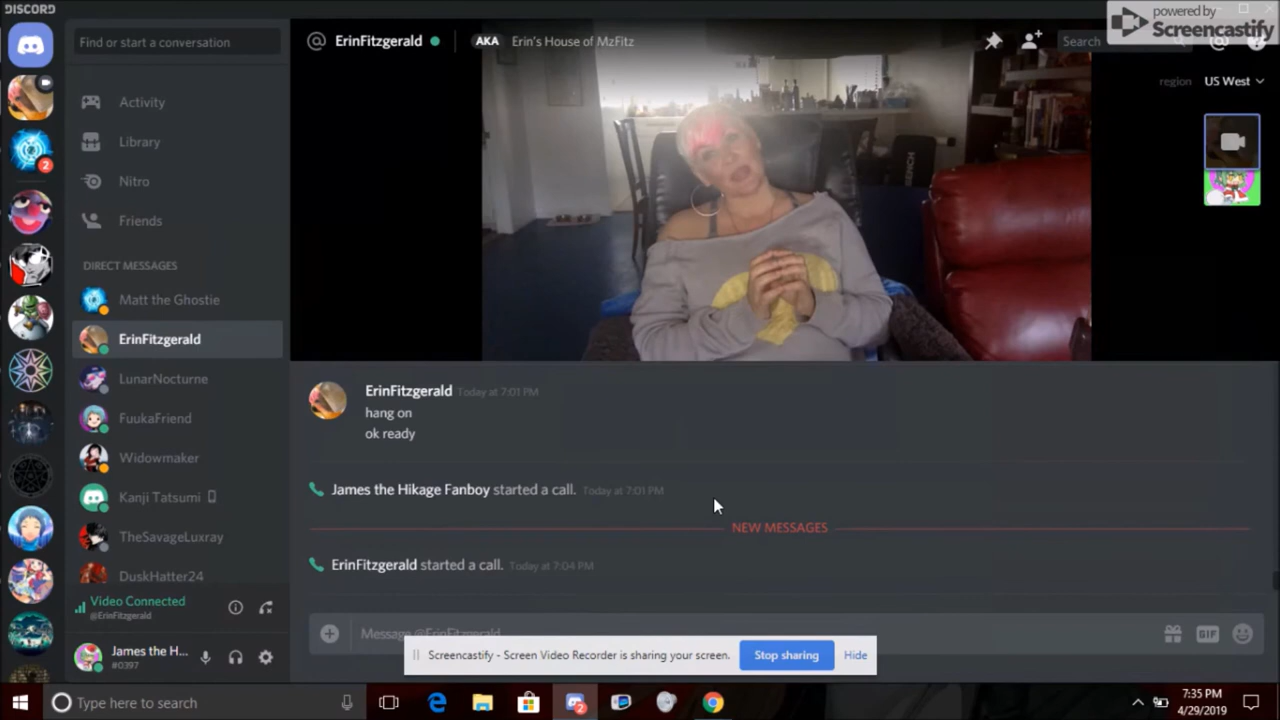 DISCORD
powered by
Screencastify
Find or start a conversation
ErinFitzgerald
AKA Erin's House of MzFitz
Search
region US West
Activity
Library
Nitro
Friends
DIRECT MESSAGES
Matt the Ghostie
ErinFitzgerald
LunarNocturne
FuukaFriend
Widowmaker
Kanji Tatsumi
TheSavageLuxray
DuskHatter24
2
Video Connected
@ErinFitzgerald
James the H...
#0397
ErinFitzgerald Today at 7:01 PM
hang on
ok ready
James the Hikage Fanboy started a call. Today at 7:01 PM
NEW MESSAGES
ErinFitzgerald started a call. Today at 7:04 PM
Message @ErinFitzgerald
GIF
Screencastify - Screen Video Recorder is sharing your screen.
Stop sharing
Hide
Type here to search
2
7:35 PM
4/29/2019